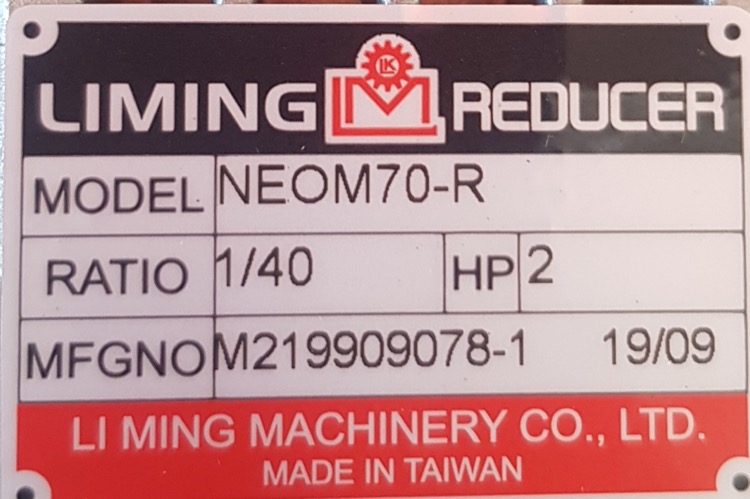 LIMING LK LM REDUCER
MODEL NEOM70-R
RATIO 1/40 HP 2
MFGNO M219909078-1 19/09
LI MING MACHINERY CO., LTD.
MADE IN TAIWAN